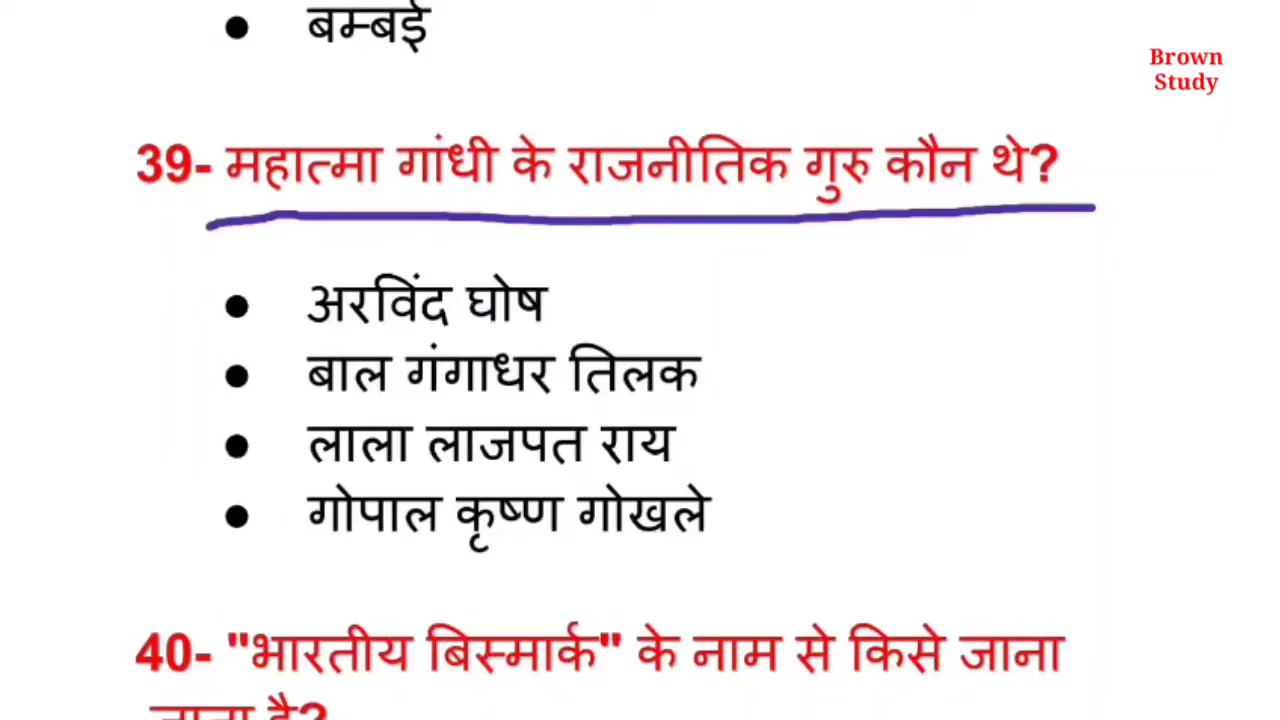 बम्बई
Brown
Study
39- महात्मा गांधी के राजनीतिक गुरु कौन थे?
अरविंद घोष
बाल गंगाधर तिलक
लाला लाजपत राय
गोपाल कृष्ण गोखले
40- "भारतीय बिस्मार्क" के नाम से किसे जाना
जाता है?